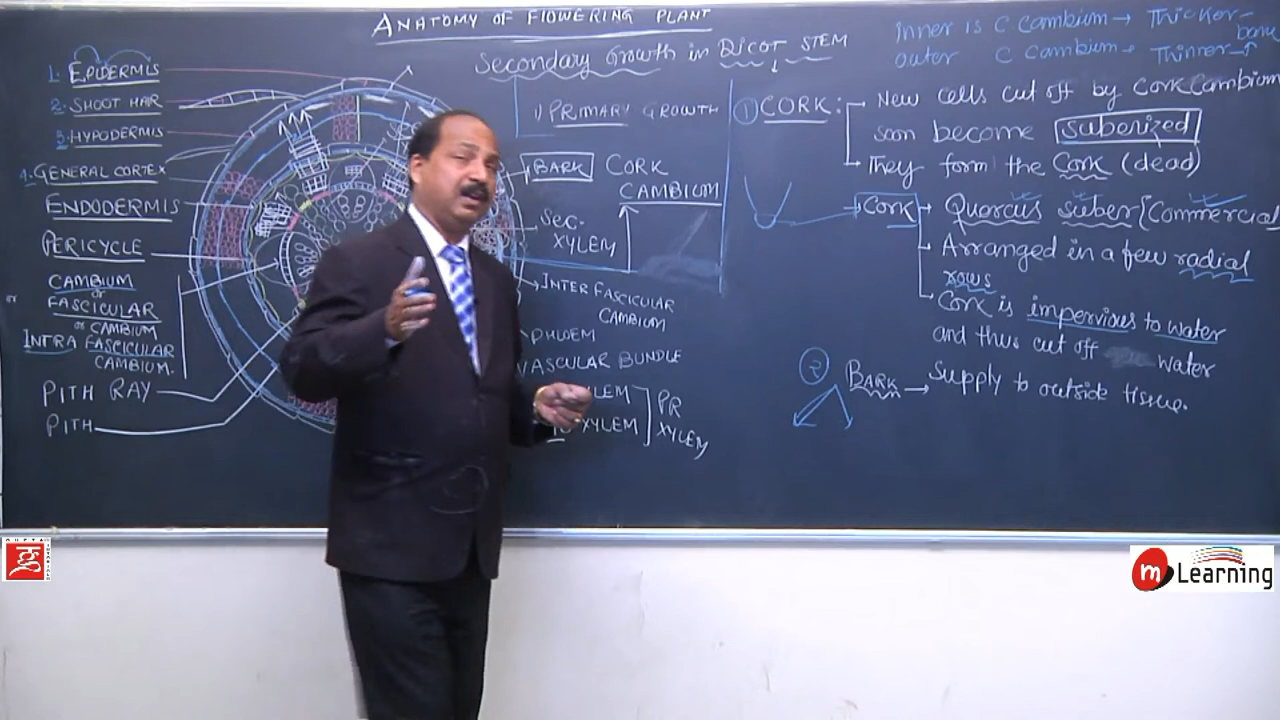 ANATOMY OF FLOWERING PLANT
Secondary Growth in DICOT STEM
Inner is C Cambium → Thicker-
outer C Cambium - Thinner
1. EPIDERMIS
2. SHOOT HAIR
3. HYPODERMIS
4. GENERAL CORTEX
ENDODERMIS
PERICYCLE
CAMBIUM
or
FASCICULAR
or CAMBIUM
or
INTRA FASCICULAR
CAMBIUM.
PITH RAY
PITH
1) PRIMARY GROWTH
BARK CORK
CAMBIUM
SEC.
XYLEM
INTER FASCICULAR
CAMBIUM
PHLOEM
VASCULAR BUNDLE
XYLEM
XYLEM
PR
XYLEM
① CORK:
New cells cut off by Cork Cambium
soon become suberized
They form the Cork (dead)
Cork → Quorcus suber [Commercial]
Arranged in a few radial
rows
Cork is impervious to water
and thus cut off water
② BARK → Supply to outside tissue.
GUPTA
m Learning